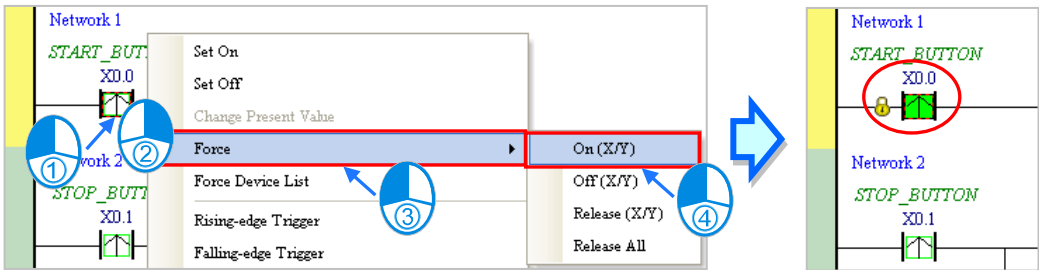 Network 1
START_BUT
X0.0
①
②
work 2
STOP_BUT
X0.1
Set On
Set Off
Change Present Value
Force
Force Device List
Rising-edge Trigger
Falling-edge Trigger
③
On (X/Y)
Off (X/Y)
Release (X/Y)
Release All
④
Network 1
START_BUTTON
X0.0
Network 2
STOP_BUTTON
X0.1